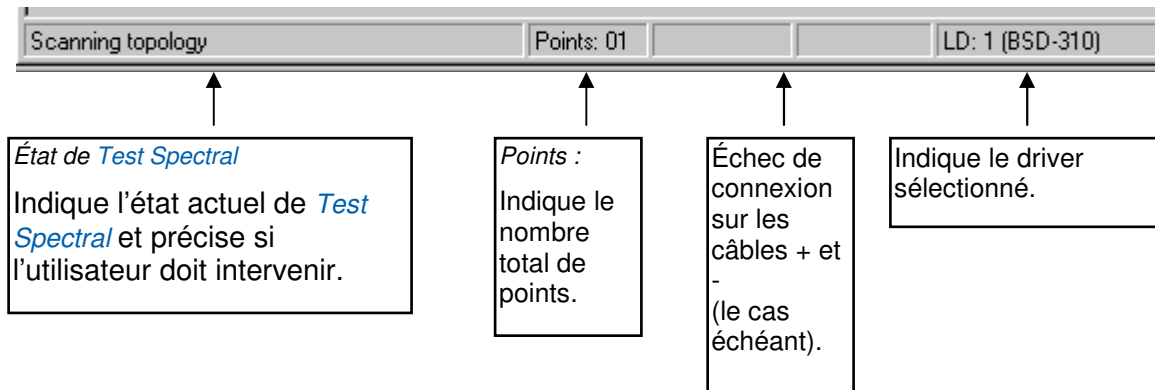 Scanning topology Points: 01 LD: 1 (BSD-310)
État de Test Spectral
Indique l’état actuel de Test
Spectral et précise si
l’utilisateur doit intervenir.
Points :
Indique le
nombre
total de
points.
Échec de
connexion
sur les
câbles + et
-
(le cas
échéant).
Indique le driver
sélectionné.